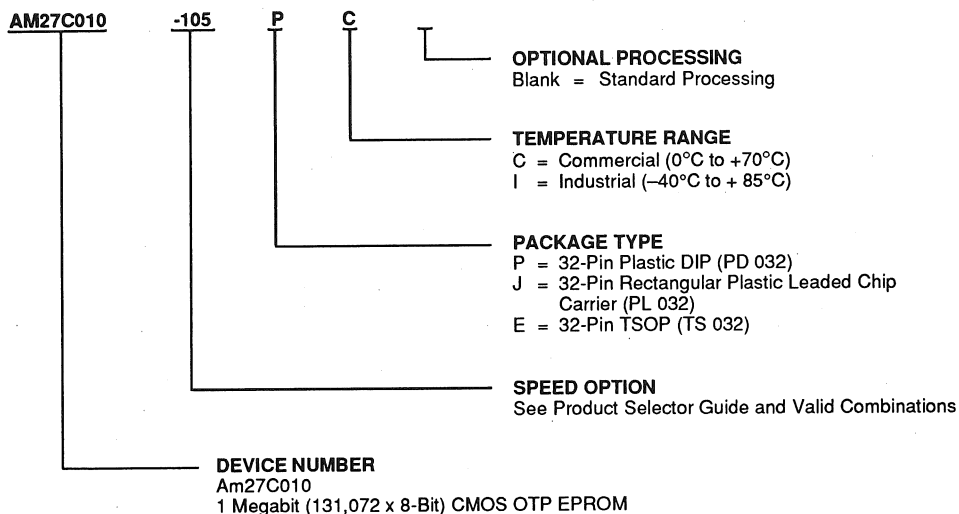 AM27C010 -105 P C
OPTIONAL PROCESSING
Blank = Standard Processing
TEMPERATURE RANGE
C = Commercial (0°C to +70°C)
I = Industrial (–40°C to + 85°C)
PACKAGE TYPE
P = 32-Pin Plastic DIP (PD 032)
J = 32-Pin Rectangular Plastic Leaded Chip
Carrier (PL 032)
E = 32-Pin TSOP (TS 032)
SPEED OPTION
See Product Selector Guide and Valid Combinations
DEVICE NUMBER
Am27C010
1 Megabit (131,072 x 8-Bit) CMOS OTP EPROM